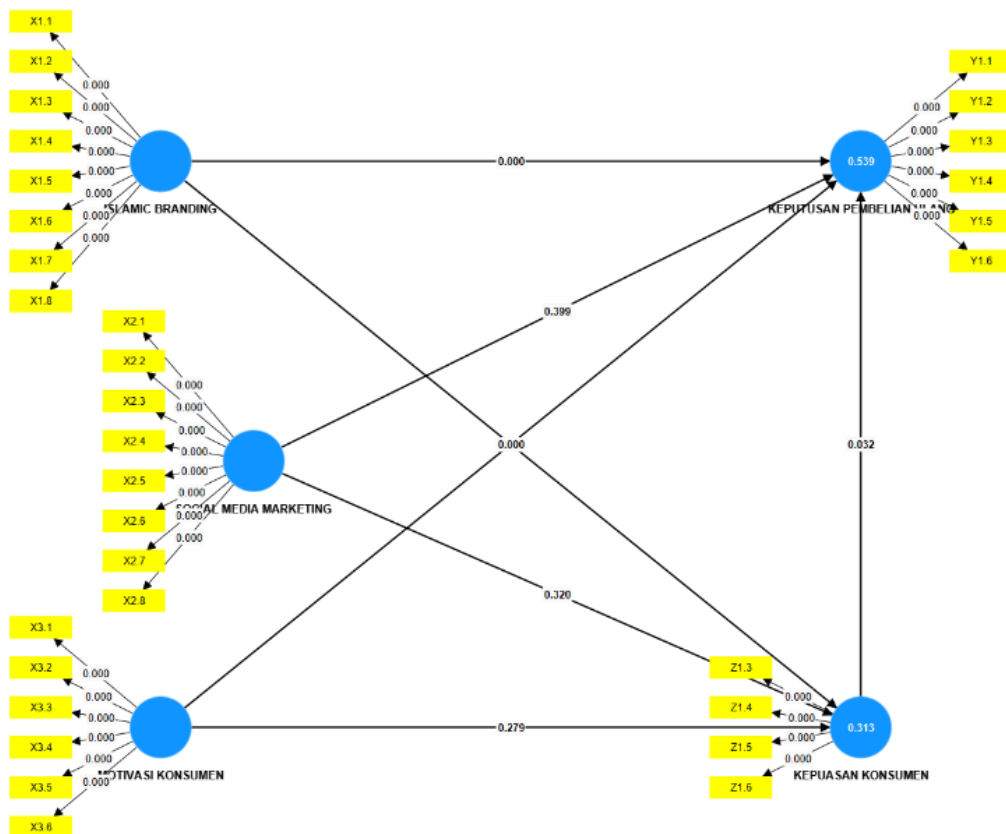 X1.1
X1.2
X1.3
X1.4
X1.5
X1.6
X1.7
X1.8
0.000
0.000
0.000
0.000
0.000
0.000
0.000
0.000
ISLAMIC BRANDING
0.000
0.539
KEPUTUSAN PEMBELIAN ULANG
0.000
0.000
0.000
0.000
0.000
0.000
Y1.1
Y1.2
Y1.3
Y1.4
Y1.5
Y1.6
X2.1
X2.2
X2.3
X2.4
X2.5
X2.6
X2.7
X2.8
0.000
0.000
0.000
0.000
0.000
0.000
0.000
0.000
SOCIAL MEDIA MARKETING
0.399
0.000
0.032
0.320
X3.1
X3.2
X3.3
X3.4
X3.5
X3.6
0.000
0.000
0.000
0.000
0.000
0.000
MOTIVASI KONSUMEN
0.279
Z1.3
Z1.4
Z1.5
Z1.6
0.000
0.000
0.000
0.000
0.313
KEPUASAN KONSUMEN